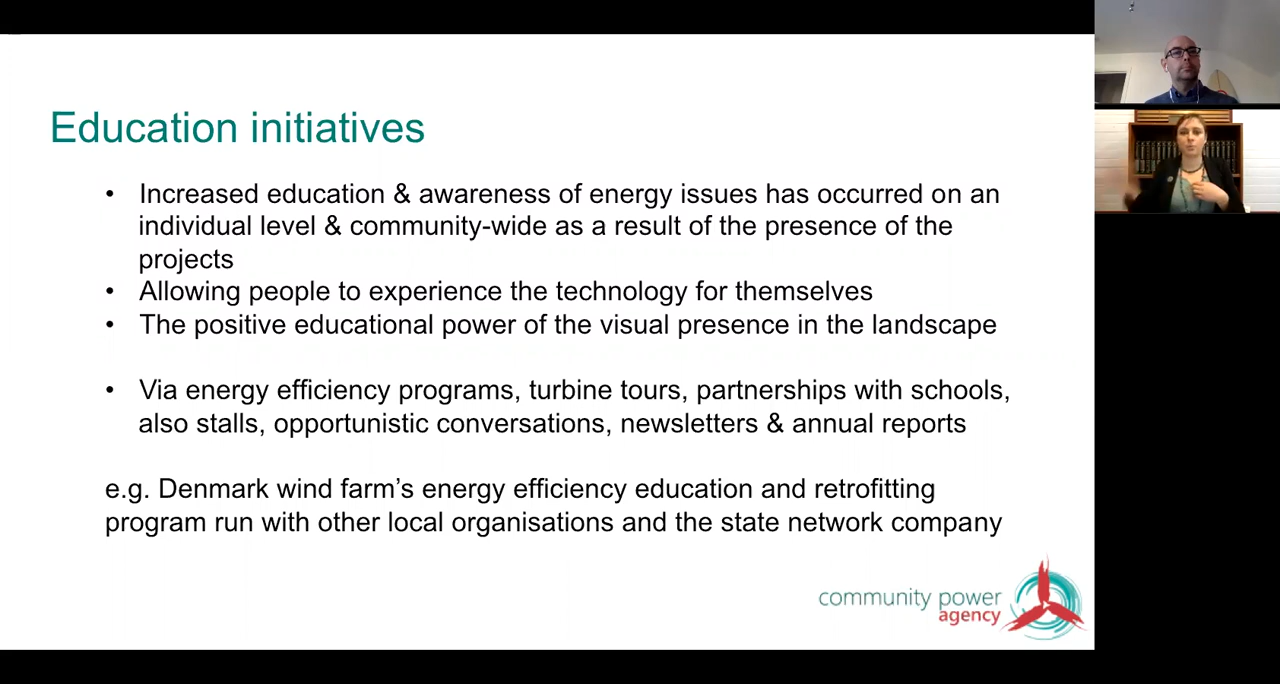 Education initiatives
• Increased education & awareness of energy issues has occurred on an
individual level & community-wide as a result of the presence of the
projects
• Allowing people to experience the technology for themselves
• The positive educational power of the visual presence in the landscape
• Via energy efficiency programs, turbine tours, partnerships with schools,
also stalls, opportunistic conversations, newsletters & annual reports
e.g. Denmark wind farm’s energy efficiency education and retrofitting
program run with other local organisations and the state network company
community power
agency